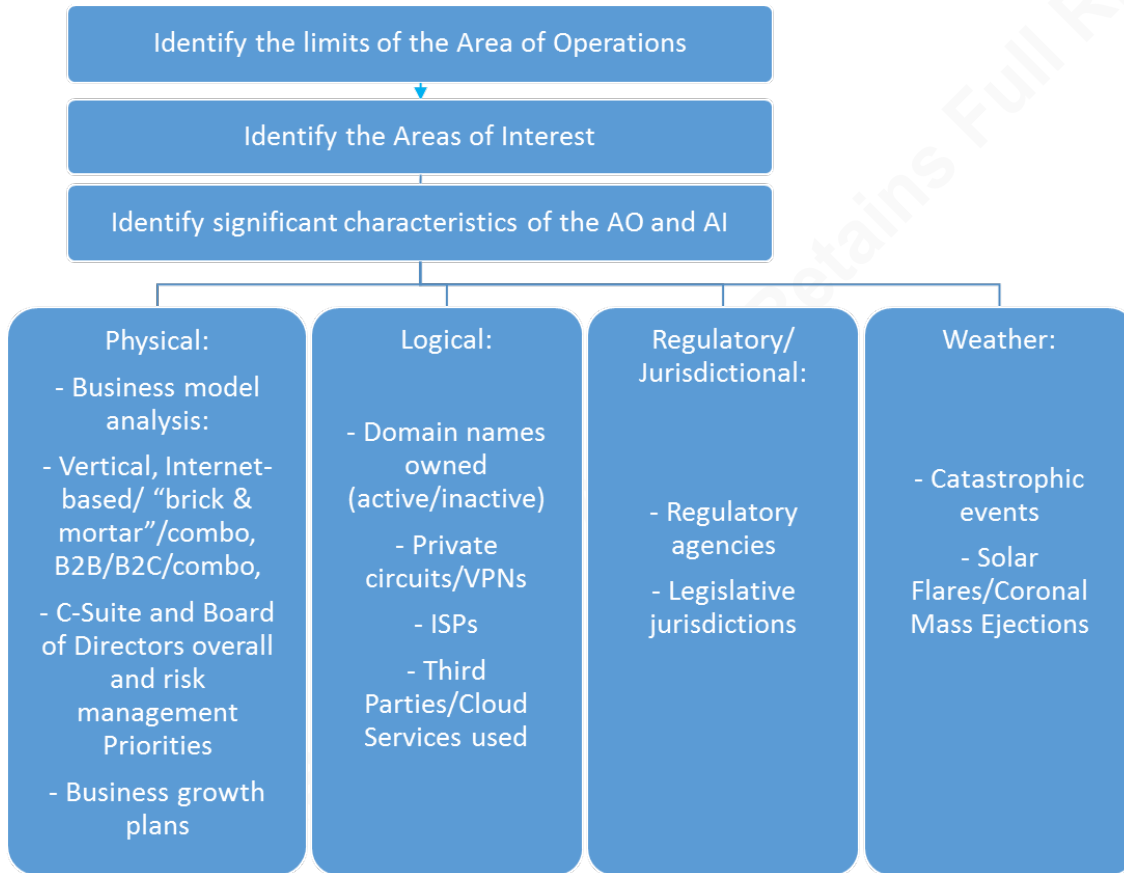 Identify the limits of the Area of Operations
Identify the Areas of Interest
Identify significant characteristics of the AO and AI
Physical:
- Business model
analysis:
- Vertical, Internet-
based/ “brick &
mortar”/combo,
B2B/B2C/combo,
- C-Suite and Board
of Directors overall
and risk
management
Priorities
- Business growth
plans
Logical:
- Domain names
owned
(active/inactive)
- Private
circuits/VPNs
- ISPs
- Third
Parties/Cloud
Services used
Regulatory/
Jurisdictional:
- Regulatory
agencies
- Legislative
jurisdictions
Weather:
- Catastrophic
events
- Solar
Flares/Coronal
Mass Ejections
Retains Full